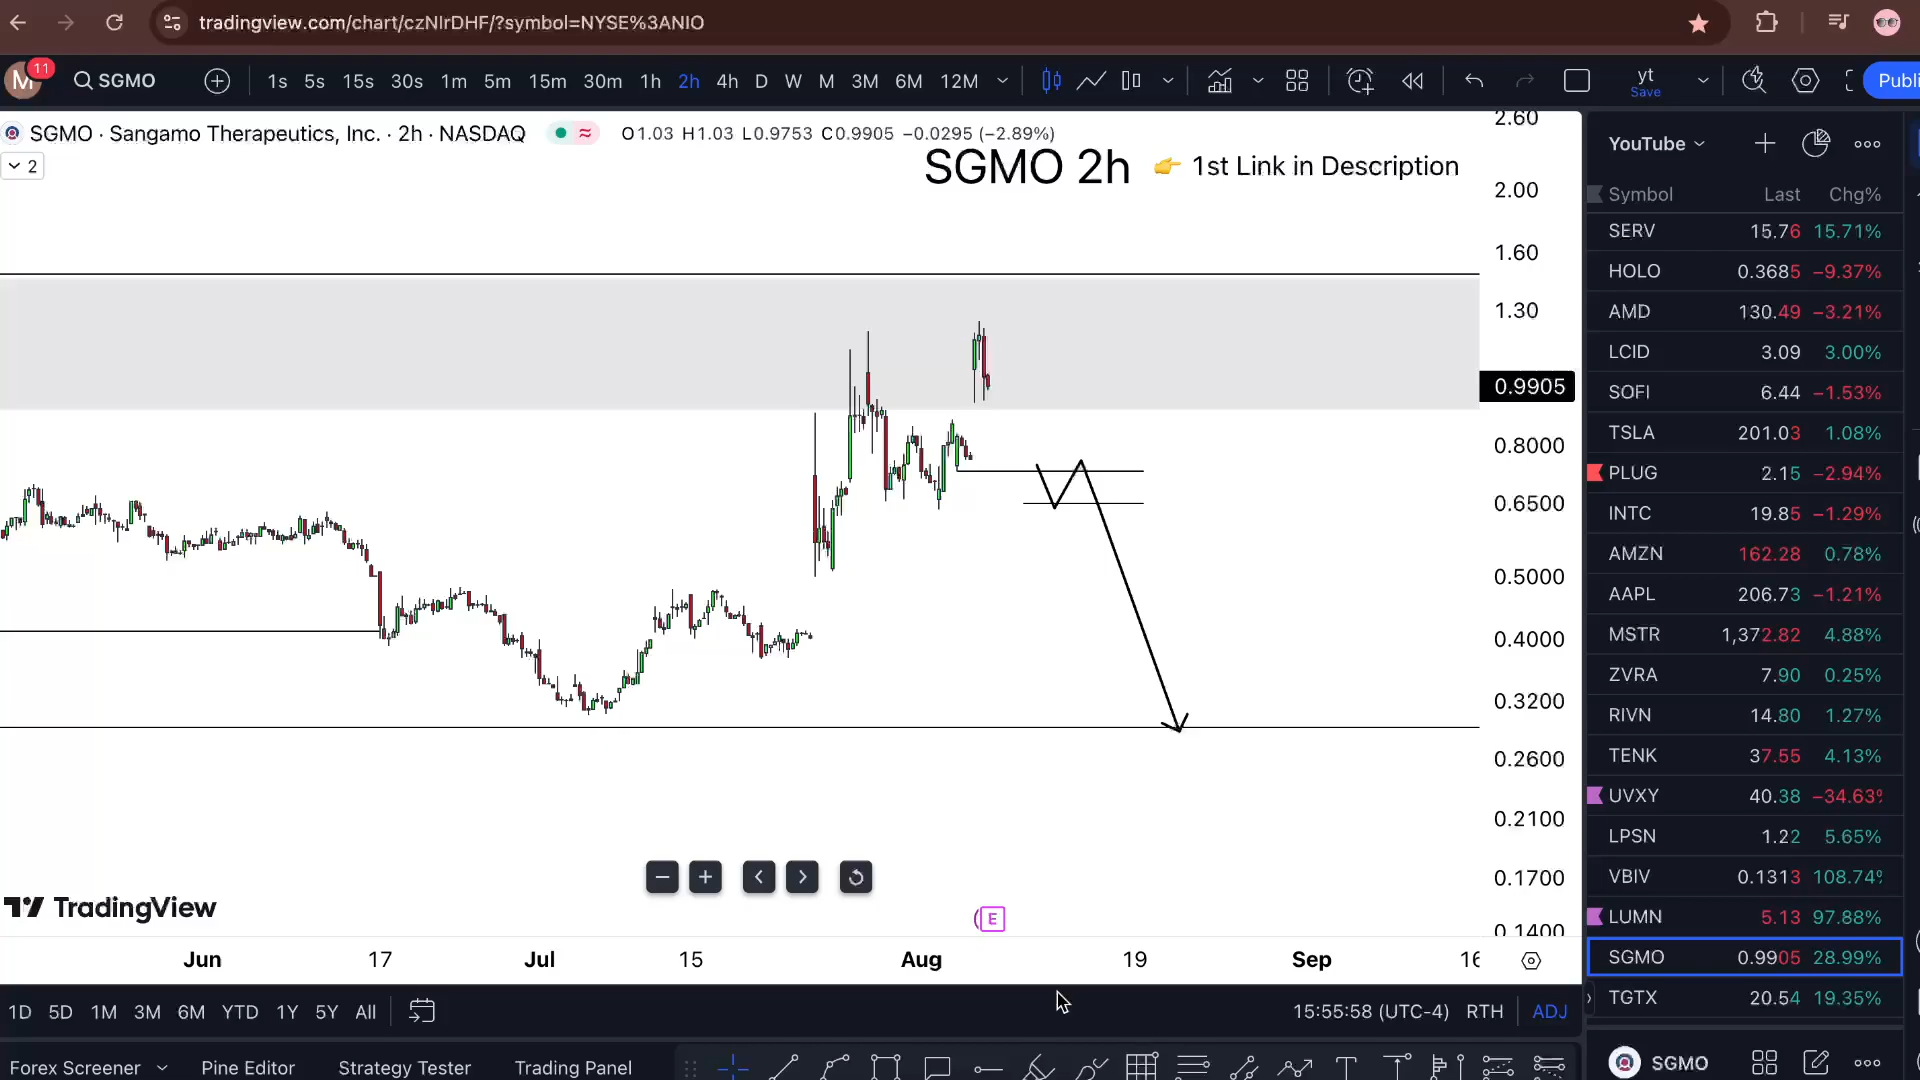 tradingview.com/chart/czNlrDHF/?symbol=NYSE%3ANIO
M 11 SGMO 1s 5s 15s 30s 1m 5m 15m 30m 1h 2h 4h D W M 3M 6M 12M yt Save Publi
SGMO · Sangamo Therapeutics, Inc. · 2h · NASDAQ O1.03 H1.03 L0.9753 C0.9905 −0.0295 (−2.89%)
2
SGMO 2h 👉 1st Link in Description
2.60
2.00
1.60
1.30
0.9905
0.8000
0.6500
0.5000
0.4000
0.3200
0.2600
0.2100
0.1700
0.1400
TradingView
E
Jun 17 Jul 15 Aug 19 Sep 16
1D 5D 1M 3M 6M YTD 1Y 5Y All 15:55:58 (UTC-4) RTH ADJ
Forex Screener Pine Editor Strategy Tester Trading Panel
YouTube
Symbol Last Chg%
SERV 15.76 15.71%
HOLO 0.3685 −9.37%
AMD 130.49 −3.21%
LCID 3.09 3.00%
SOFI 6.44 −1.53%
TSLA 201.03 1.08%
PLUG 2.15 −2.94%
INTC 19.85 −1.29%
AMZN 162.28 0.78%
AAPL 206.73 −1.21%
MSTR 1,372.82 4.88%
ZVRA 7.90 0.25%
RIVN 14.80 1.27%
TENK 37.55 4.13%
UVXY 40.38 −34.63%
LPSN 1.22 5.65%
VBIV 0.1313 108.74%
LUMN 5.13 97.88%
SGMO 0.9905 28.99%
TGTX 20.54 19.35%
SGMO